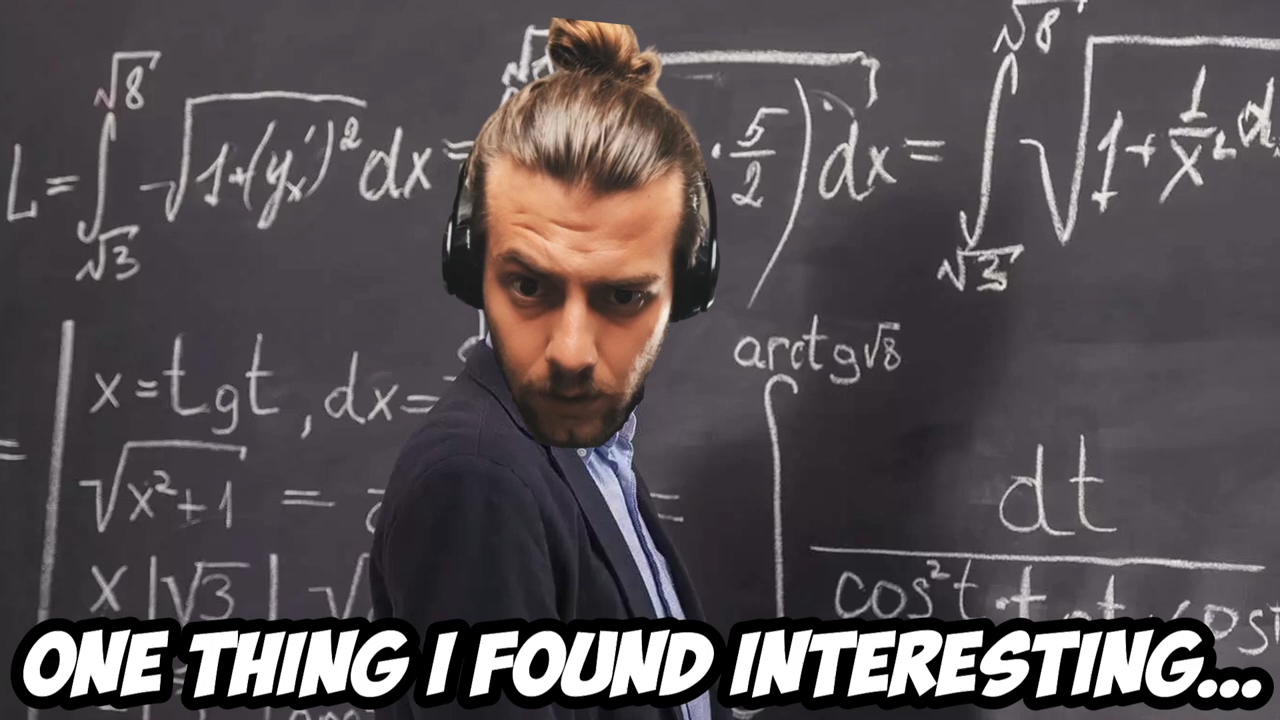 L = ∫ √(1+(y'ₓ)²) dx =
√8
√3
· 5/2 ) dx =
√8
∫ √(1 + 1/x²
√3
x = tgt, dx =
arctg√8
√x²+1 =
=
dt
x |√3| √
cos²t
ONE THING I FOUND INTERESTING...